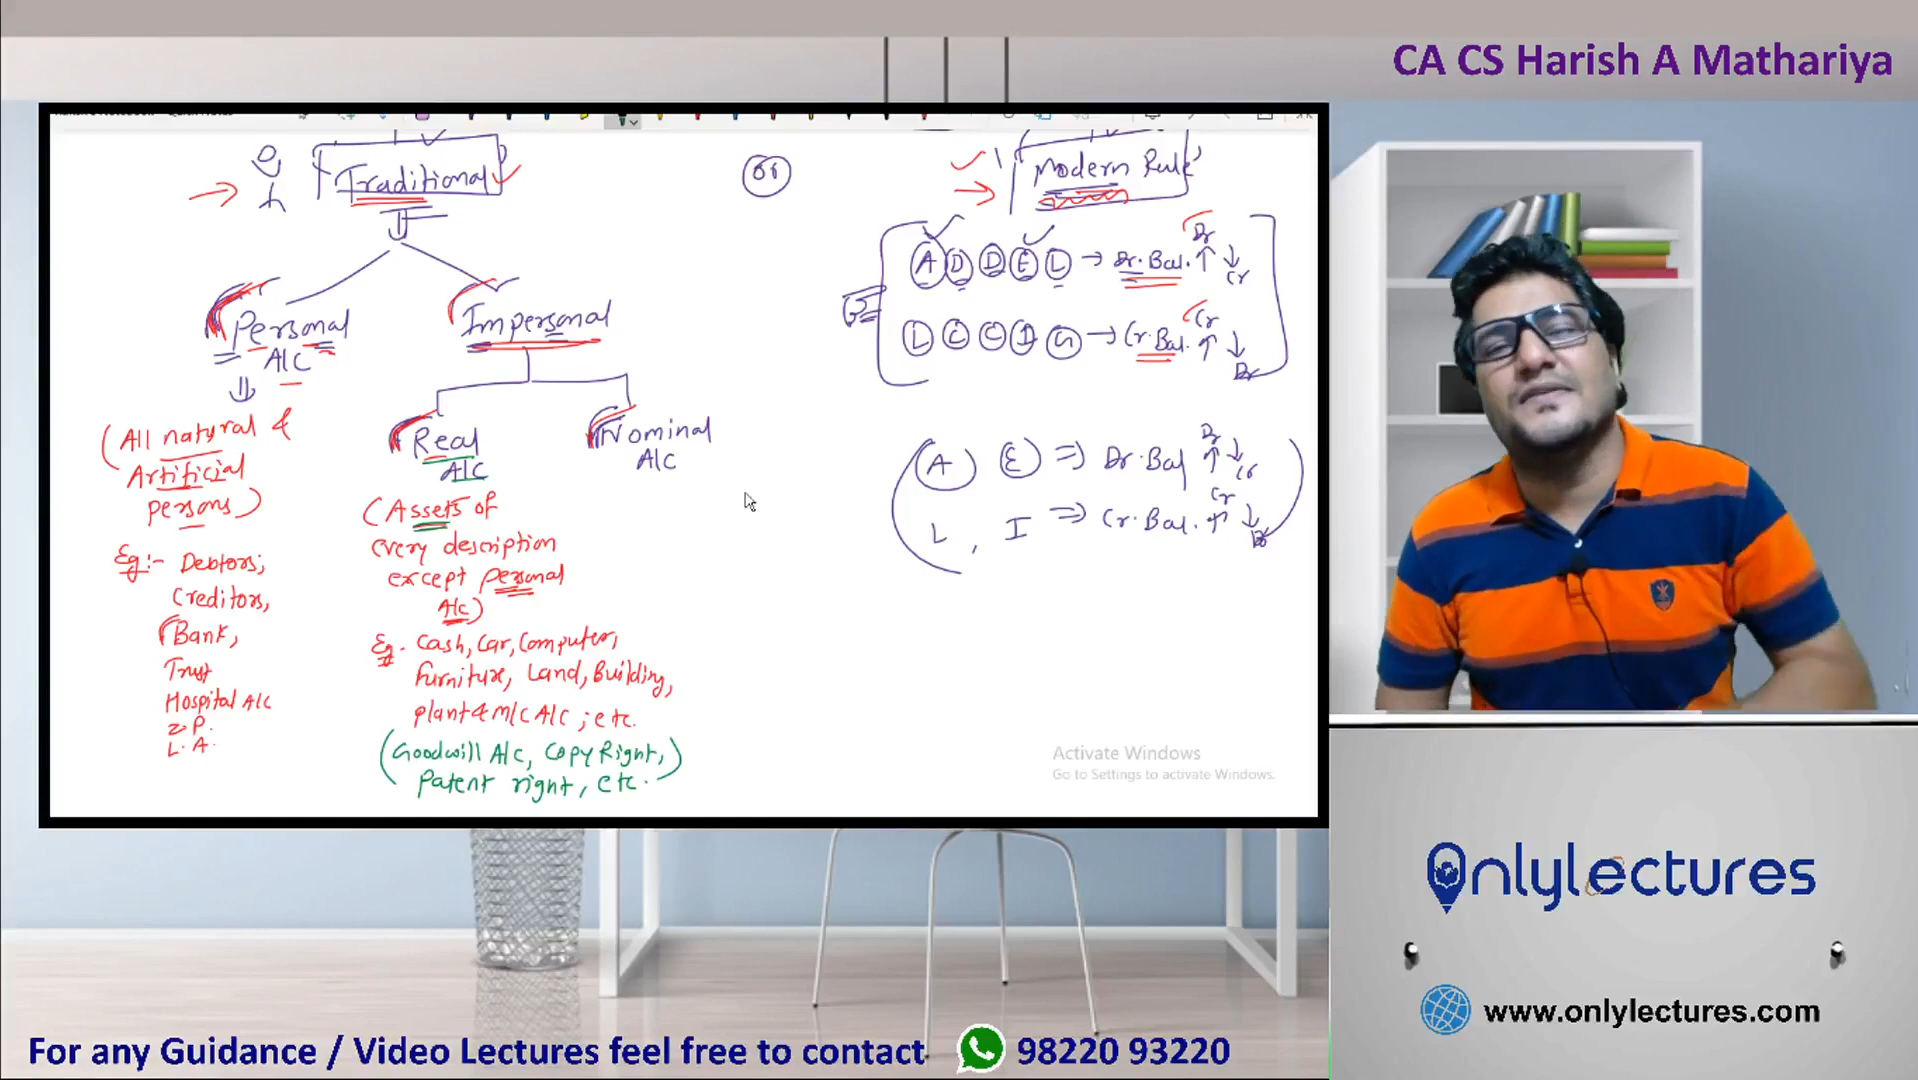 CA CS Harish A Mathariya
Traditional
or
Modern Rule
A D D E L → Dr. Bal. Dr ↑ ↓ Cr
L C C I G → Cr. Bal. Cr ↑ ↓ Dr
Personal
A/C
Impersonal
Real
A/C
Nominal
A/C
(All natural &
Artificial
persons)
Eg:- Debtors;
Creditors,
Bank,
Trust
Hospital A/C
Z.P.
L.A.
(Assets of
every description
except personal
A/c)
Eg. Cash, Car, Computer,
furniture, Land, Building,
plant & M/C A/C, etc.
(Goodwill A/c, Copy Right,
Patent right, etc.
A E ⇒ Dr. Bal Dr ↑ ↓ Cr
L, I ⇒ Cr. Bal. Cr ↑ ↓ Dr
Activate Windows
Go to Settings to activate Windows.
Onlylectures
www.onlylectures.com
For any Guidance / Video Lectures feel free to contact 98220 93220